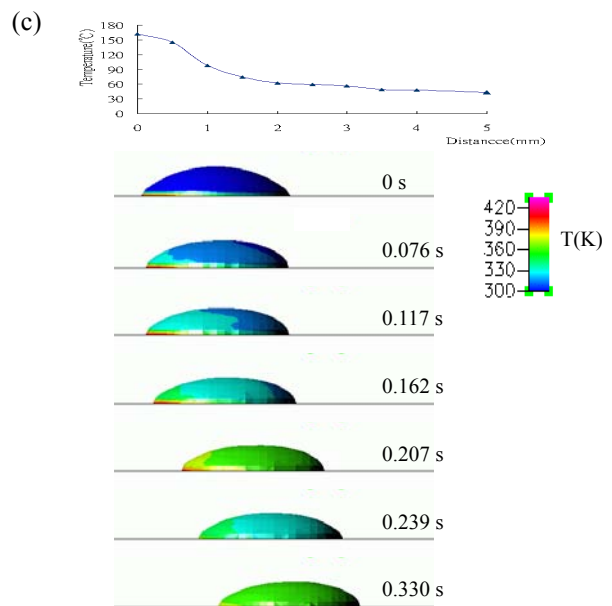 (c)
Temperature(℃)
180
150
120
90
60
30
0
0 1 2 3 4 5
Distancce(mm)
0 s
0.076 s
0.117 s
0.162 s
0.207 s
0.239 s
0.330 s
420
390
360
330
300
T(K)